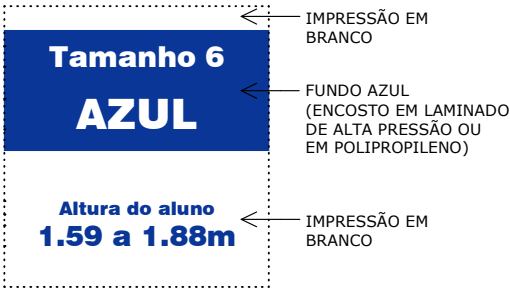 IMPRESSÃO EM
BRANCO
Tamanho 6
AZUL
FUNDO AZUL
(ENCOSTO EM LAMINADO
DE ALTA PRESSÃO OU
EM POLIPROPILENO)
Altura do aluno
1.59 a 1.88m
IMPRESSÃO EM
BRANCO